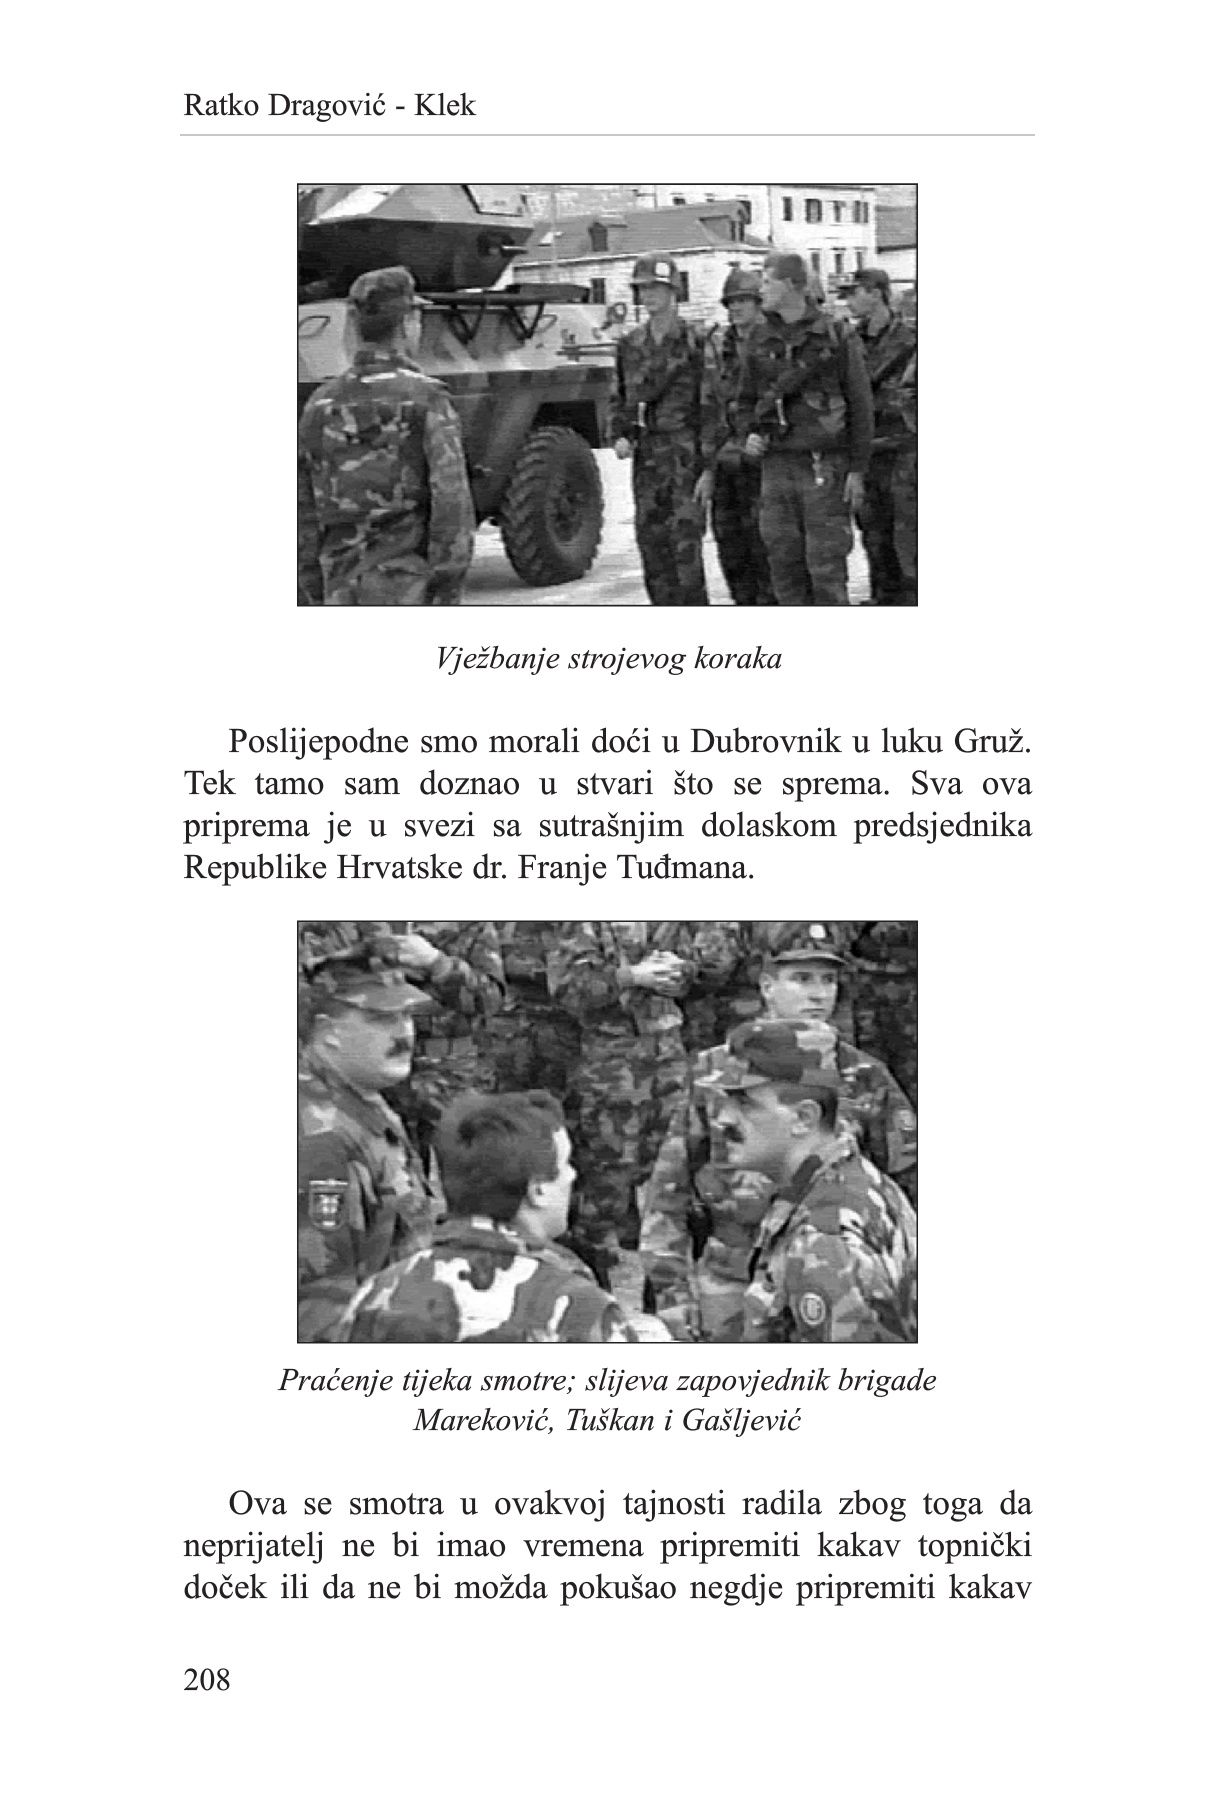 Ratko Dragović - Klek
Vježbanje strojevog koraka
Poslijepodne smo morali doći u Dubrovnik u luku Gruž.
Tek tamo sam doznao u stvari što se sprema. Sva ova
priprema je u svezi sa sutrašnjim dolaskom predsjednika
Republike Hrvatske dr. Franje Tuđmana.
Praćenje tijeka smotre; slijeva zapovjednik brigade
Mareković, Tuškan i Gašljević
Ova se smotra u ovakvoj tajnosti radila zbog toga da
neprijatelj ne bi imao vremena pripremiti kakav topnički
doček ili da ne bi možda pokušao negdje pripremiti kakav
208